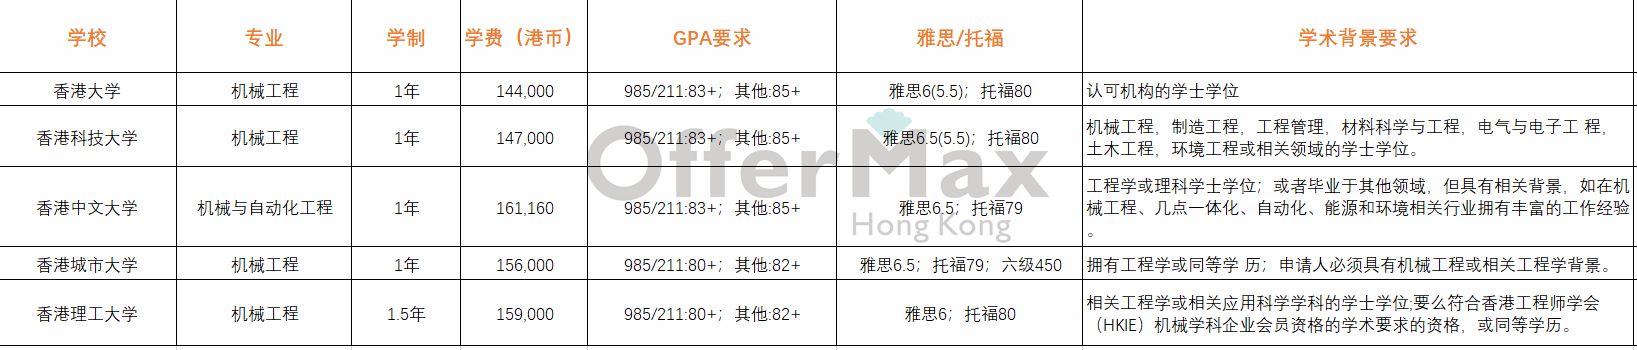 学校 专业 学制 学费（港币） GPA要求 雅思/托福 学术背景要求
香港大学 机械工程 1年 144,000 985/211:83+；其他:85+ 雅思6(5.5)；托福80 认可机构的学士学位
香港科技大学 机械工程 1年 147,000 985/211:83+；其他:85+ 雅思6.5(5.5)；托福80 机械工程，制造工程，工程管理，材料科学与工程，电气与电子工 程，
土木工程，环境工程或相关领域的学士学位。
香港中文大学 机械与自动化工程 1年 161,160 985/211:83+；其他:85+ 雅思6.5；托福79 工程学或理科学士学位；或者毕业于其他领域，但具有相关背景，如在机
械工程、几点一体化、自动化、能源和环境相关行业拥有丰富的工作经验
。
香港城市大学 机械工程 1年 156,000 985/211:80+；其他:82+ 雅思6.5；托福79；六级450 拥有工程学或同等学 历；申请人必须具有机械工程或相关工程学背景。
香港理工大学 机械工程 1.5年 159,000 985/211:80+；其他:82+ 雅思6；托福80 相关工程学或相关应用科学学科的学士学位;要么符合香港工程师学会
（HKIE）机械学科企业会员资格的学术要求的资格，或同等学历。
OfferMax
Hong Kong